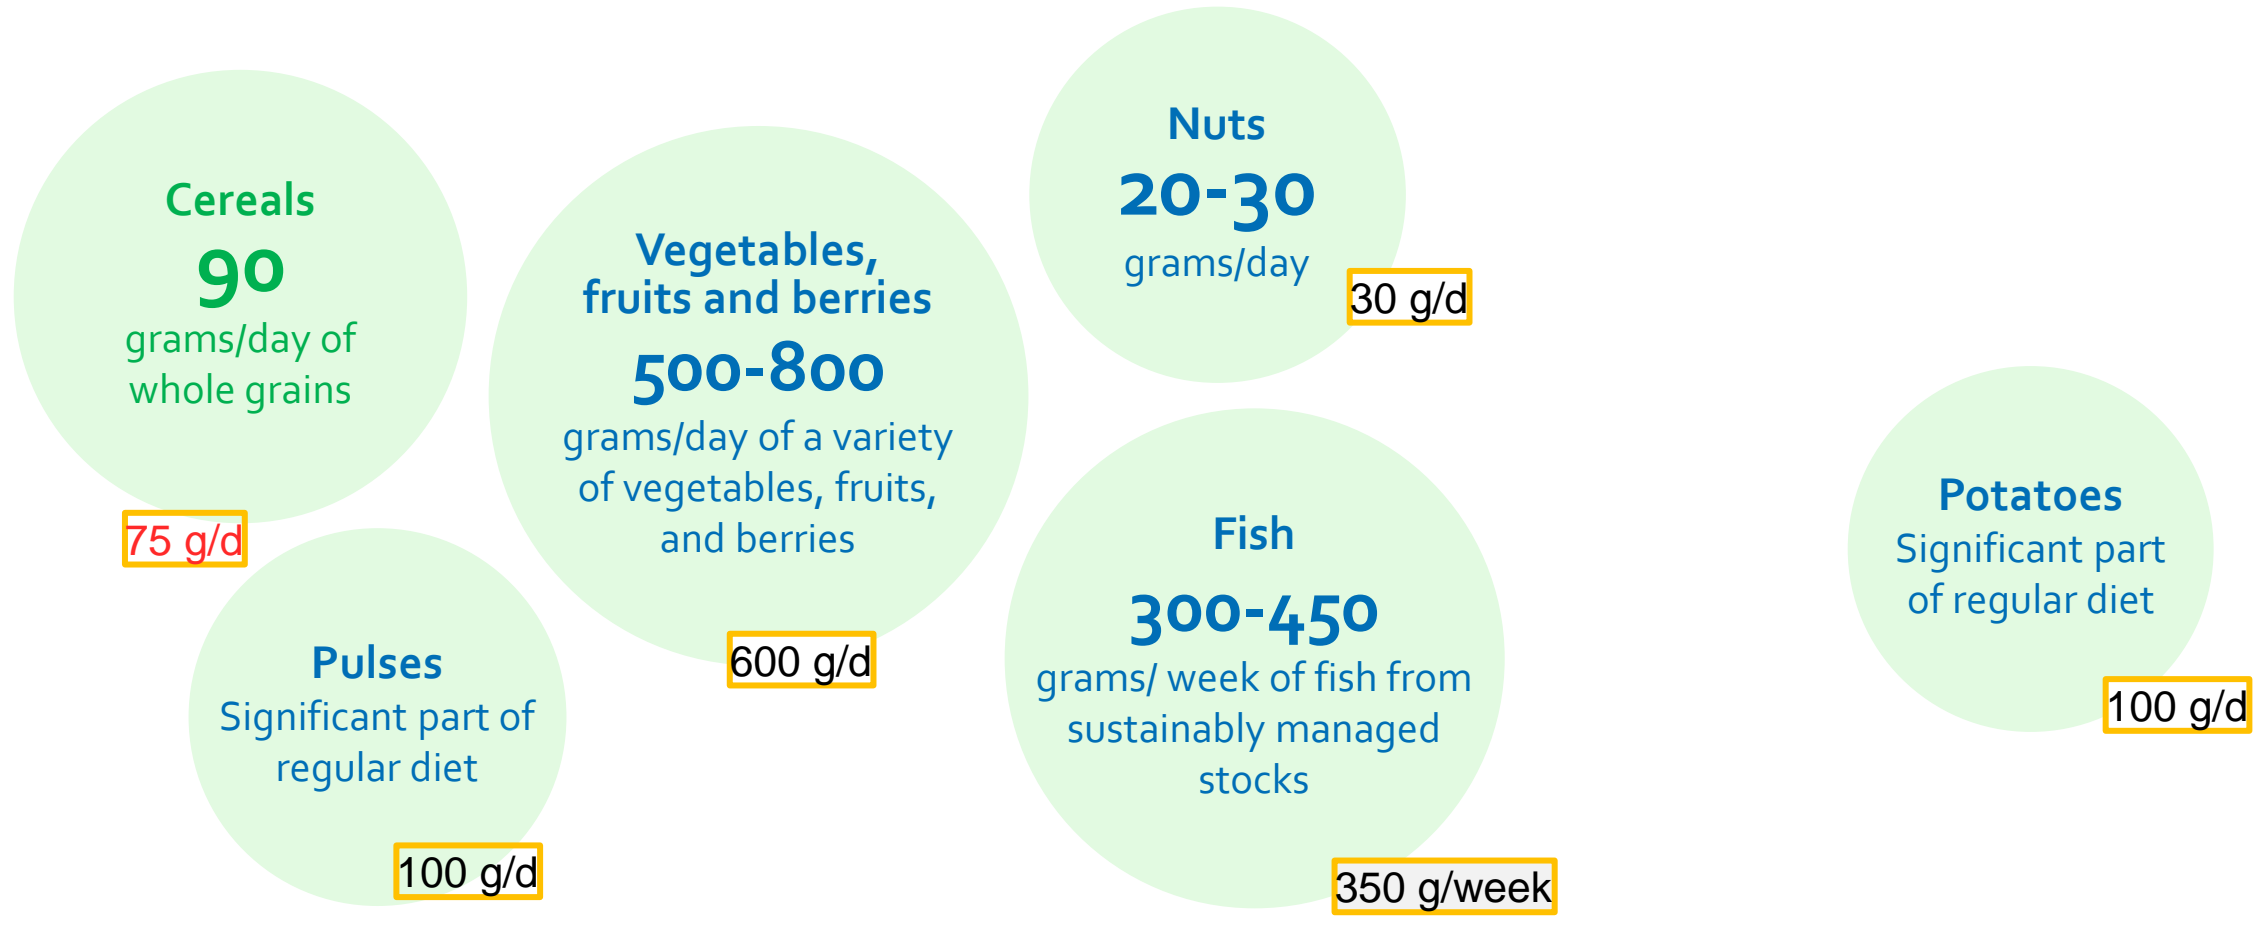 Cereals
90
grams/day of
whole grains
75 g/d
Pulses
Significant part of
regular diet
100 g/d
Vegetables,
fruits and berries
500-800
grams/day of a variety
of vegetables, fruits,
and berries
600 g/d
Nuts
20-30
grams/day
30 g/d
Fish
300-450
grams/ week of fish from
sustainably managed
stocks
350 g/week
Potatoes
Significant part
of regular diet
100 g/d